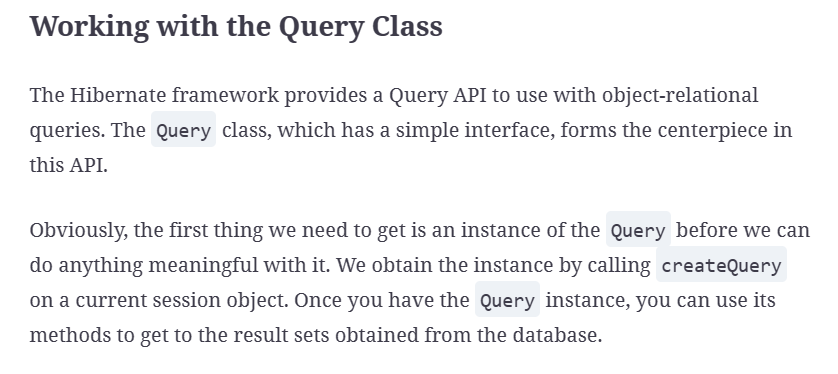 Working with the Query Class
The Hibernate framework provides a Query API to use with object-relational
queries. The Query class, which has a simple interface, forms the centerpiece in
this API.
Obviously, the first thing we need to get is an instance of the Query before we can
do anything meaningful with it. We obtain the instance by calling createQuery
on a current session object. Once you have the Query instance, you can use its
methods to get to the result sets obtained from the database.